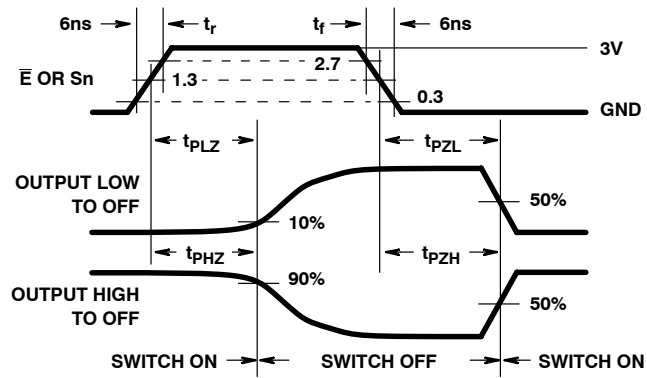 6ns tr tf 6ns
3V
2.7
E̅ OR Sn 1.3
0.3
GND
tPLZ tPZL
OUTPUT LOW
TO OFF
10%
50%
tPHZ tPZH
90%
OUTPUT HIGH
TO OFF
50%
SWITCH ON SWITCH OFF SWITCH ON